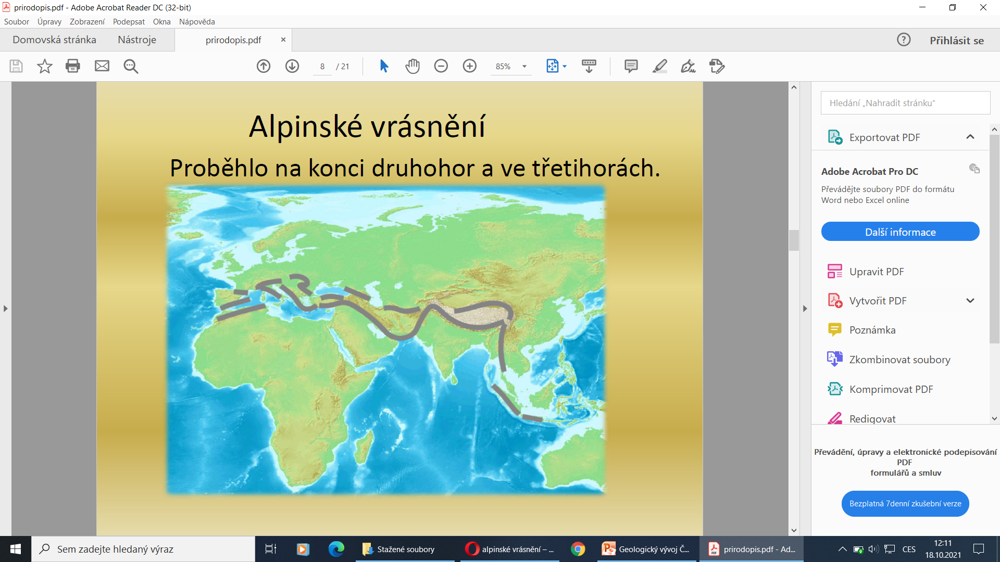 prirodopis.pdf - Adobe Acrobat Reader DC (32-bit)
Soubor Úpravy Zobrazení Podepsat Okna Nápověda
Domovská stránka Nástroje prirodopis.pdf × ? Přihlásit se
8 / 21 85%
Alpinské vrásnění
Proběhlo na konci druhohor a ve třetihorách.
Hledání „Nahradit stránku“
Exportovat PDF
Adobe Acrobat Pro DC
Převádějte soubory PDF do formátu
Word nebo Excel online
Další informace
Upravit PDF
Vytvořit PDF
Poznámka
Zkombinovat soubory
Komprimovat PDF
Redigovat
Převádění, úpravy a elektronické podepisování
PDF
formulářů a smluv
Bezplatná 7denní zkušební verze
Sem zadejte hledaný výraz
Stažené soubory
alpinské vrásnění – ...
Geologický vývoj Č...
prirodopis.pdf - Ad...
CES
12:11
18.10.2021